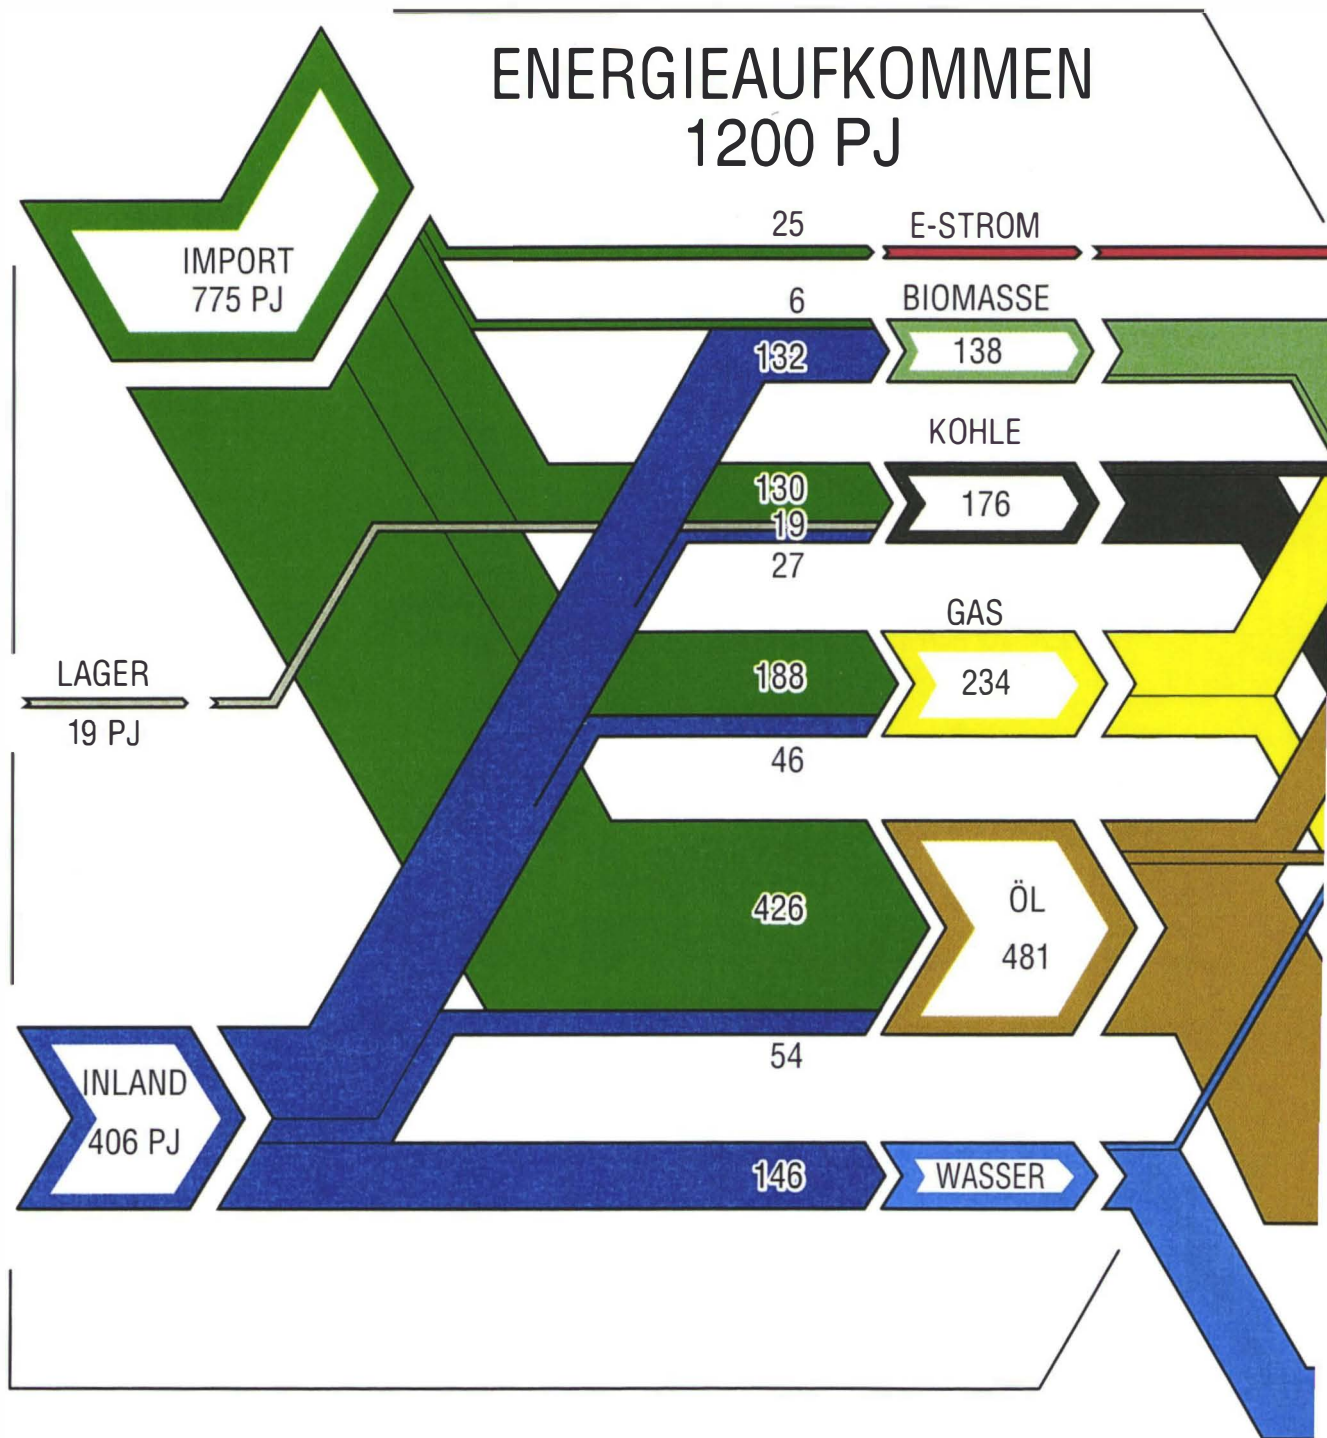 ENERGIEAUFKOMMEN
1200 PJ
IMPORT
775 PJ
25
E-STROM
6
BIOMASSE
132
138
KOHLE
130
176
19
27
GAS
188
234
46
LAGER
19 PJ
426
ÖL
481
54
INLAND
406 PJ
146
WASSER